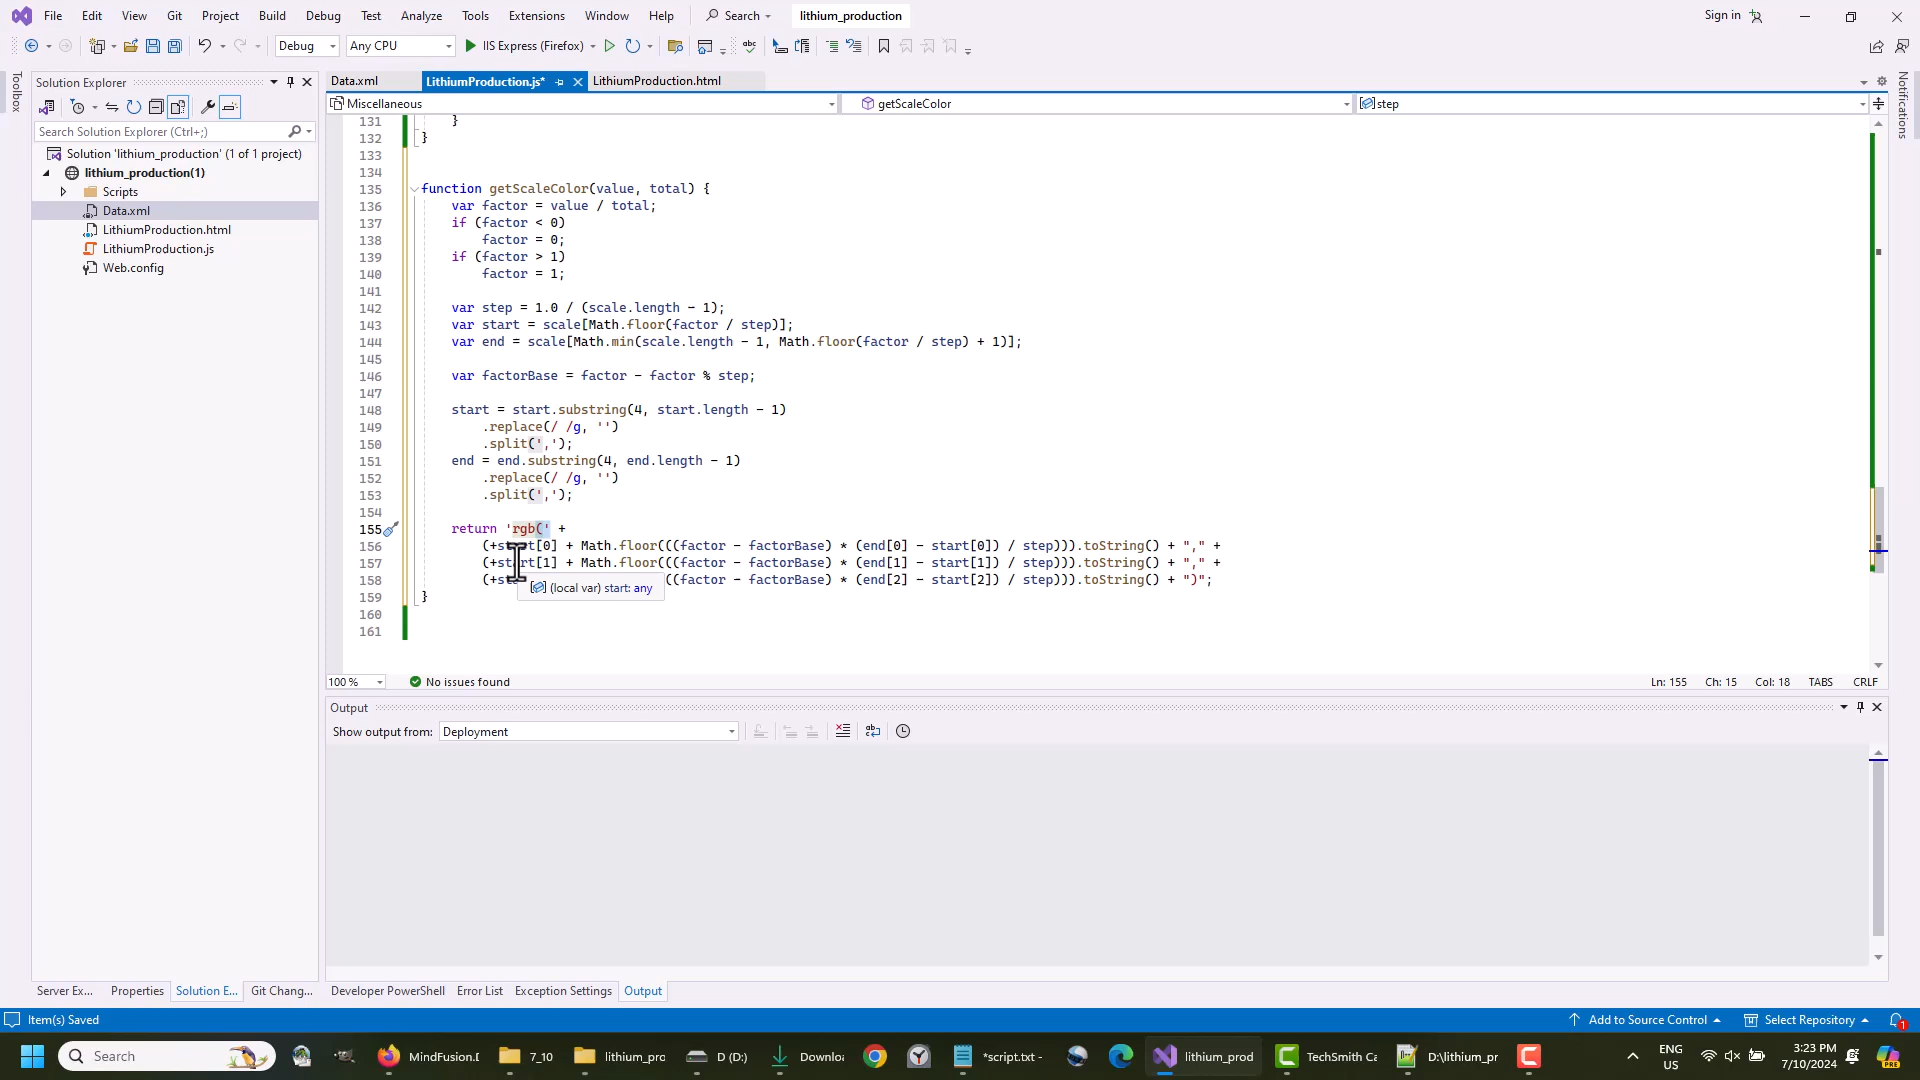 File Edit View Git Project Build Debug Test Analyze Tools Extensions Window Help Search lithium_production Sign in
Debug Any CPU IIS Express (Firefox)
Toolbox
Notifications
Solution Explorer
Search Solution Explorer (Ctrl+;)
Solution 'lithium_production' (1 of 1 project)
lithium_production(1)
Scripts
Data.xml
LithiumProduction.html
LithiumProduction.js
Web.config
Data.xml LithiumProduction.js* LithiumProduction.html
Miscellaneous getScaleColor step
131 }
132 }
133
134
135 function getScaleColor(value, total) {
136 var factor = value / total;
137 if (factor < 0)
138 factor = 0;
139 if (factor > 1)
140 factor = 1;
141
142 var step = 1.0 / (scale.length - 1);
143 var start = scale[Math.floor(factor / step)];
144 var end = scale[Math.min(scale.length - 1, Math.floor(factor / step) + 1)];
145
146 var factorBase = factor - factor % step;
147
148 start = start.substring(4, start.length - 1)
149 .replace(/ /g, '')
150 .split(',');
151 end = end.substring(4, end.length - 1)
152 .replace(/ /g, '')
153 .split(',');
154
155 return 'rgb(' +
156 (+start[0] + Math.floor(((factor - factorBase) * (end[0] - start[0]) / step))).toString() + "," +
157 (+start[1] + Math.floor(((factor - factorBase) * (end[1] - start[1]) / step))).toString() + "," +
158 (+st ((factor - factorBase) * (end[2] - start[2]) / step))).toString() + ")";
(local var) start: any
159 }
160
161
100 % No issues found Ln: 155 Ch: 15 Col: 18 TABS CRLF
Output
Show output from: Deployment
Server Ex... Properties Solution E... Git Chang... Developer PowerShell Error List Exception Settings Output
Item(s) Saved Add to Source Control Select Repository 1
Search MindFusion.D 7_10 lithium_pro D (D:) Downloa *script.txt - lithium_prod TechSmith Ca D:\lithium_pr ENG US 3:23 PM 7/10/2024 PRE